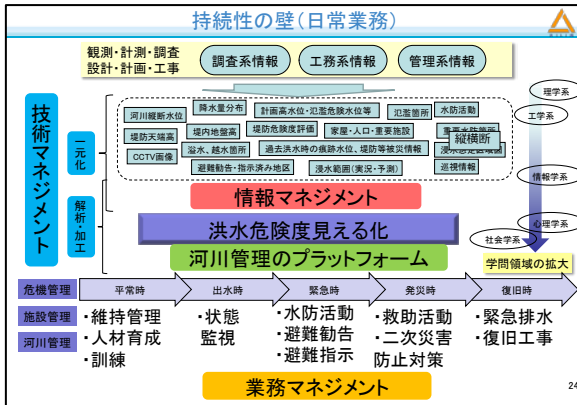 持続性の壁（日常業務）
観測・計測・調査
設計・計画・工事
調査系情報
工務系情報
管理系情報
理学系
工学系
情報学系
心理学系
社会学系
学問領域の拡大
技術マネジメント
一元化
解析・加工
河川縦断水位
降水量分布
計画高水位・氾濫危険水位等
氾濫箇所
水防活動
堤防天端高
堤内地盤高
堤防危険度評価
家屋・人口・重要施設
重要水防箇所
縦横断
CCTV画像
溢水、越水箇所
過去洪水時の痕跡水位、堤防等被災情報
避難勧告・指示済み地区
浸水範囲（実況・予測）
巡視情報
情報マネジメント
洪水危険度見える化
河川管理のプラットフォーム
危機管理
平常時
出水時
緊急時
発災時
復旧時
施設管理
河川管理
・維持管理
・人材育成
・訓練
・状態
監視
・水防活動
・避難勧告
・避難指示
・救助活動
・二次災害
防止対策
・緊急排水
・復旧工事
業務マネジメント
24